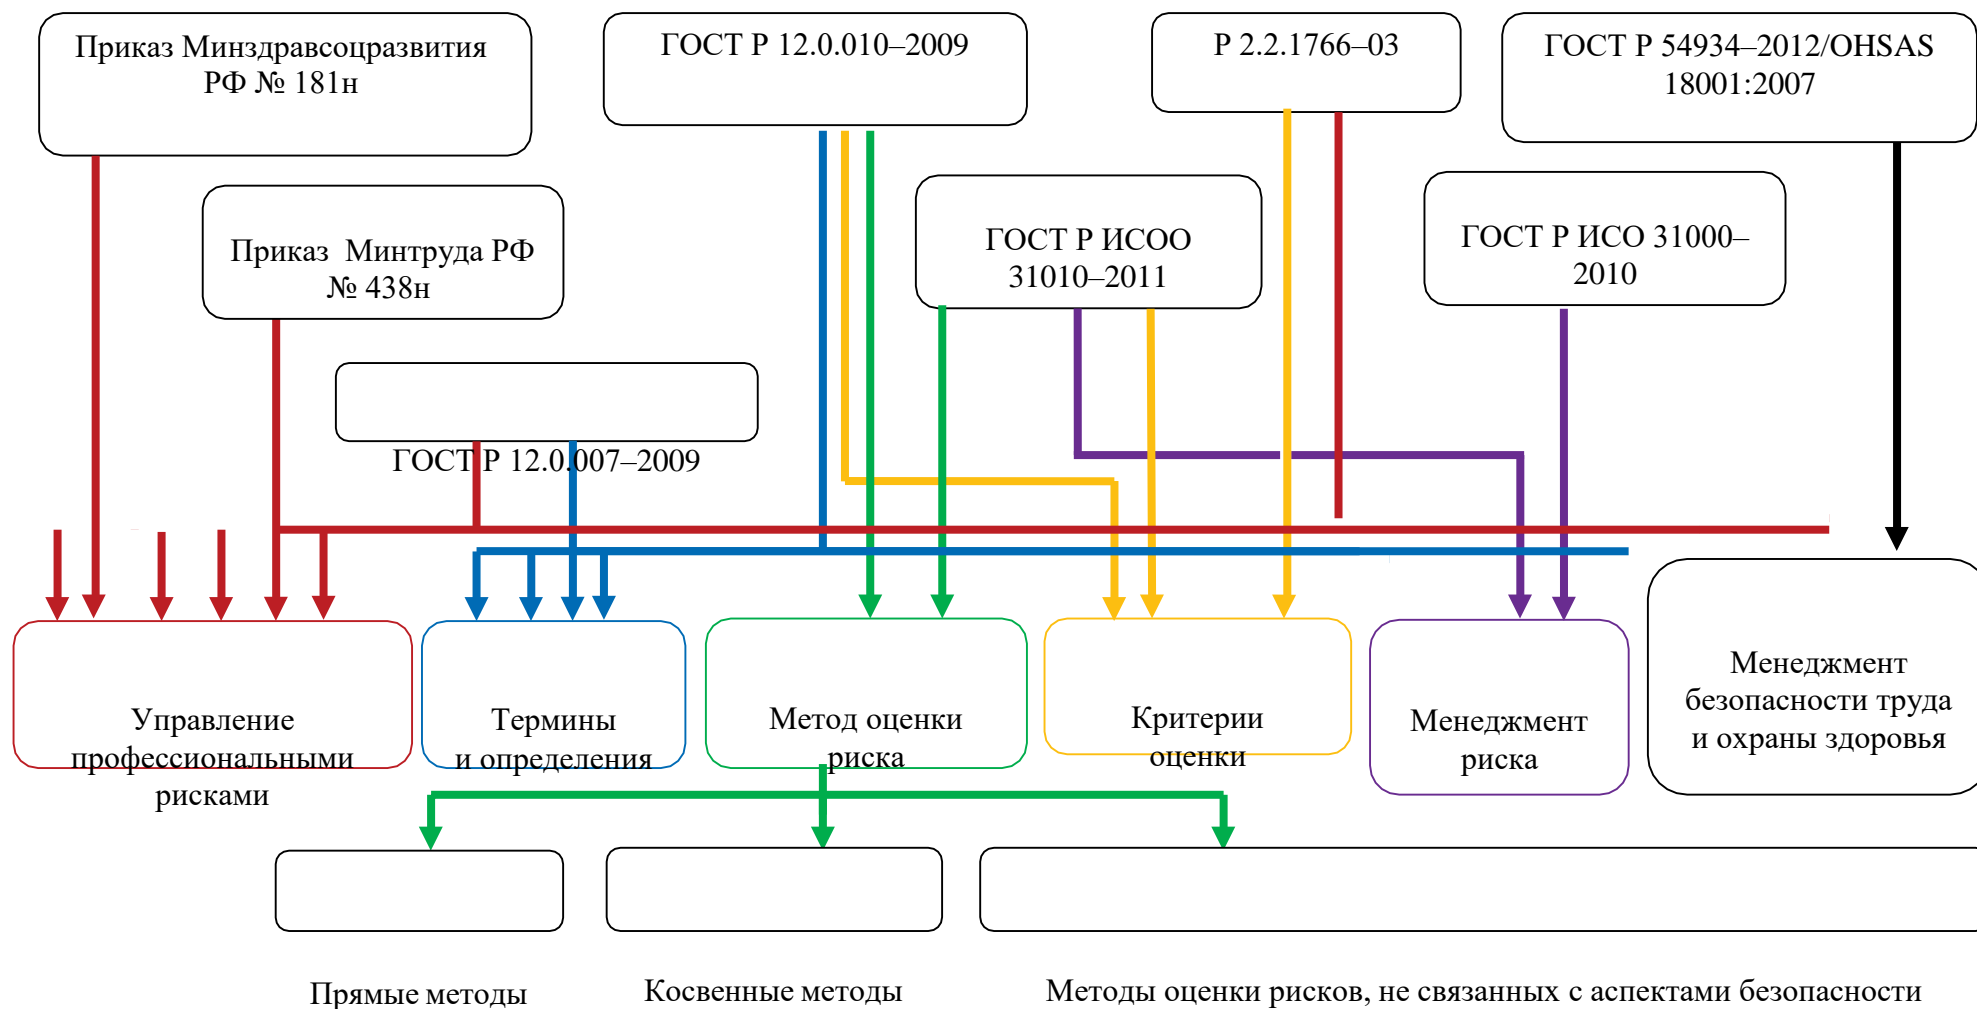 Приказ Минздравсоцразвития
РФ № 181н
ГОСТ Р 12.0.010–2009
Р 2.2.1766–03
ГОСТ Р 54934–2012/OHSAS
18001:2007
Приказ Минтруда РФ
№ 438н
ГОСТ Р ИСОО
31010–2011
ГОСТ Р ИСО 31000–
2010
ГОСТ Р 12.0.007–2009
Управление
профессиональными
рисками
Термины
и определения
Метод оценки
риска
Критерии
оценки
Менеджмент
риска
Менеджмент
безопасности труда
и охраны здоровья
Прямые методы
Косвенные методы
Методы оценки рисков, не связанных с аспектами безопасности